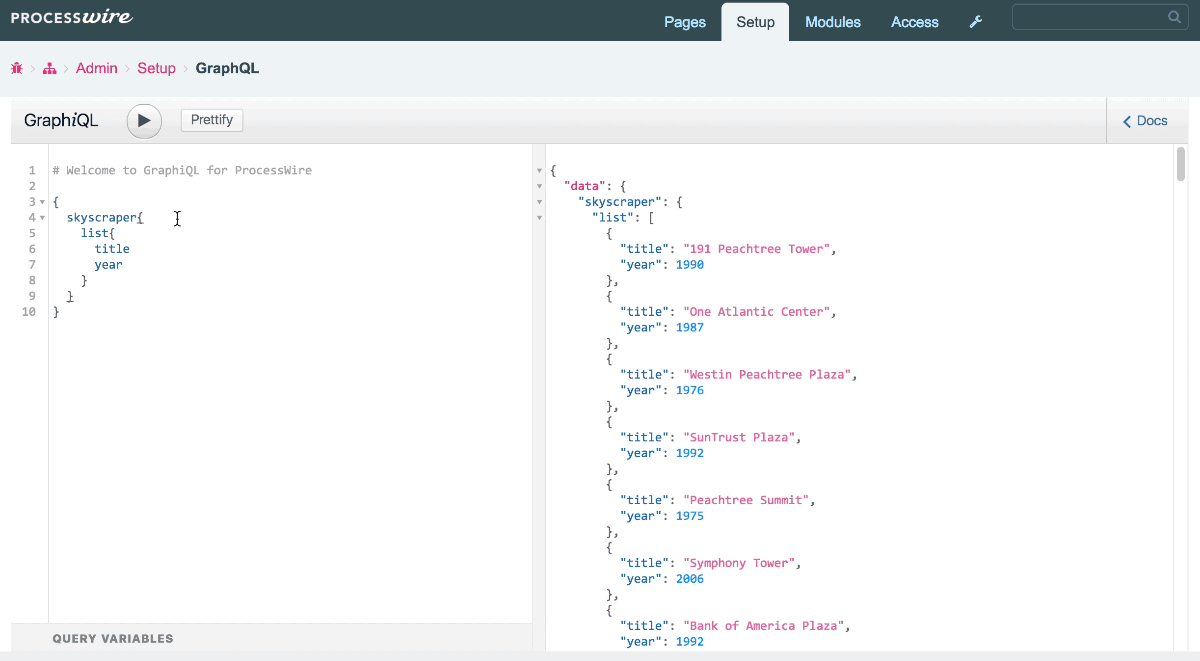 PROCESSwire
Pages Setup Modules Access
Admin > Setup > GraphQL
GraphiQL Prettify Docs
1 # Welcome to GraphiQL for ProcessWire
2
3 {
4 skyscraper{
5 list{
6 title
7 year
8 }
9 }
10 }
QUERY VARIABLES
{
"data": {
"skyscraper": {
"list": [
{
"title": "191 Peachtree Tower",
"year": 1990
},
{
"title": "One Atlantic Center",
"year": 1987
},
{
"title": "Westin Peachtree Plaza",
"year": 1976
},
{
"title": "SunTrust Plaza",
"year": 1992
},
{
"title": "Peachtree Summit",
"year": 1975
},
{
"title": "Symphony Tower",
"year": 2006
},
{
"title": "Bank of America Plaza",
"year": 1992